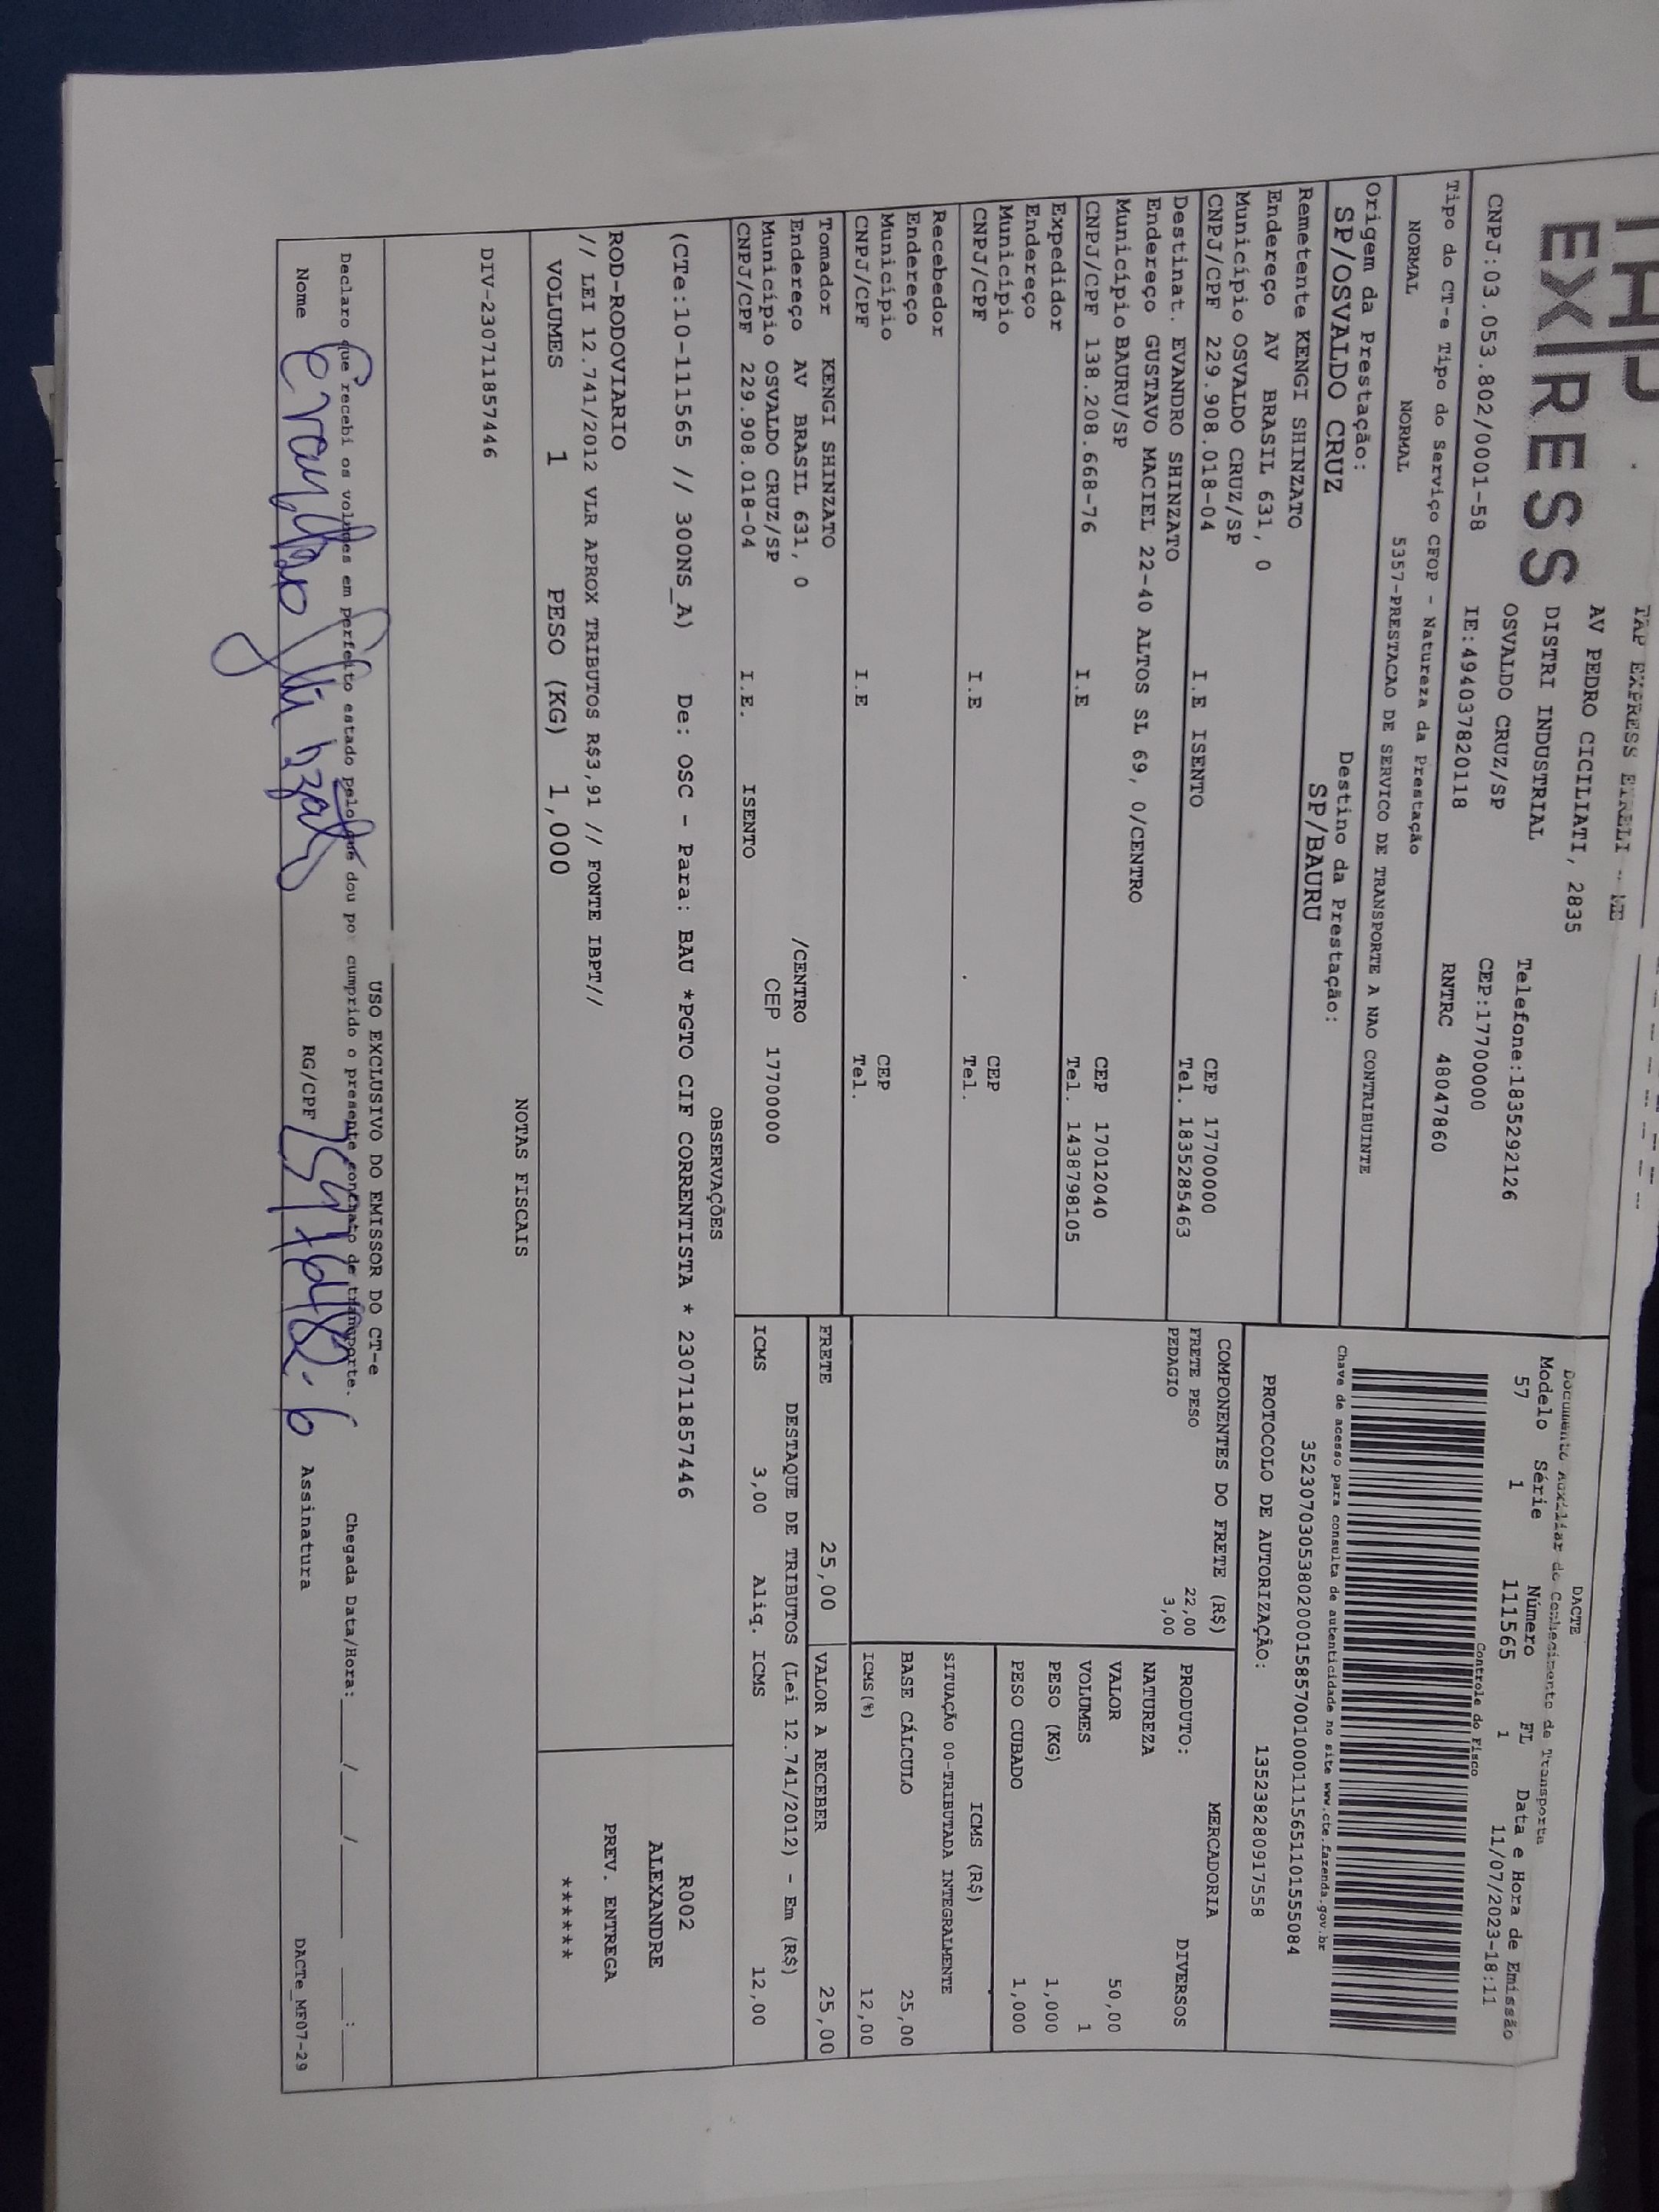 TAP
EXPRESS
TAP EXPRESS EIRELI - ME
AV PEDRO CICILIATI, 2835
DISTRI INDUSTRIAL
OSVALDO CRUZ/SP
Telefone:1835292126
CEP:17700000
CNPJ:03.053.802/0001-58
IE:494037820118
RNTRC 48047860
DACTE
Documento Auxiliar do Conhecimento de Transporte
Modelo Série Número FL Data e Hora de Emissão
57 1 11565 1 11/07/2023-18:11
Controle do Fisco
Tipo do CT-e Tipo do Serviço CFOP - Natureza da Prestação
NORMAL NORMAL 5357-PRESTACAO DE SERVICO DE TRANSPORTE A NAO CONTRIBUINTE
Chave de acesso para consulta de autenticidade no site www.cte.fazenda.gov.br
35230703053802000158570010001115651101555084
Origem da Prestação: Destino da Prestação:
SP/OSVALDO CRUZ SP/BAURU
PROTOCOLO DE AUTORIZAÇÃO: 135238280917558
Remetente KENGI SHINZATO
Endereço AV BRASIL 631, 0
Município OSVALDO CRUZ/SP CEP 17700000
CNPJ/CPF 229.908.018-04 I.E ISENTO Tel. 1835285463
Destinat. EVANDRO SHINZATO
Endereço GUSTAVO MACIEL 22-40 ALTOS SL 69, 0/CENTRO
Município BAURU/SP CEP 17012040
CNPJ/CPF 138.208.668-76 I.E Tel. 1438798105
Expedidor
Endereço
Município CEP
CNPJ/CPF I.E Tel.
Recebedor
Endereço
Município CEP
CNPJ/CPF I.E Tel.
Tomador KENGI SHINZATO
Endereço AV BRASIL 631, 0 /CENTRO
Município OSVALDO CRUZ/SP CEP 17700000
CNPJ/CPF 229.908.018-04 I.E. ISENTO
COMPONENTES DO FRETE (R$)
FRETE PESO 22,00
PEDAGIO 3,00
MERCADORIA
PRODUTO: DIVERSOS
NATUREZA
VALOR 50,00
VOLUMES 1
PESO (KG) 1,000
PESO CUBADO 1,000
ICMS (R$)
SITUAÇÃO 00-TRIBUTADA INTEGRALMENTE
BASE CÁLCULO 25,00
ICMS(%) 12,00
FRETE 25,00 VALOR A RECEBER 25,00
DESTAQUE DE TRIBUTOS (Lei 12.741/2012) - Em (R$)
ICMS 3,00 Aliq. ICMS 12,00
OBSERVAÇÕES
(CTe:10-111565 // 300NS_A) De: OSC - Para: BAU *PGTO CIF CORRENTISTA * 230711857446
ROD-RODOVIARIO
// LEI 12.741/2012 VLR APROX TRIBUTOS R$3,91 // FONTE IBPT//
VOLUMES 1 PESO (KG) 1,000
R002
ALEXANDRE
PREV. ENTREGA
******
NOTAS FISCAIS
DIV-230711857446
USO EXCLUSIVO DO EMISSOR DO CT-e
Declaro que recebi os volumes em perfeito estado pelo que dou por cumprido o presente contrato de transporte. Chegada Data/Hora:____/____/____ ____:____
Nome Evandro Shinzato RG/CPF Assinatura
DACTe_MF07-29